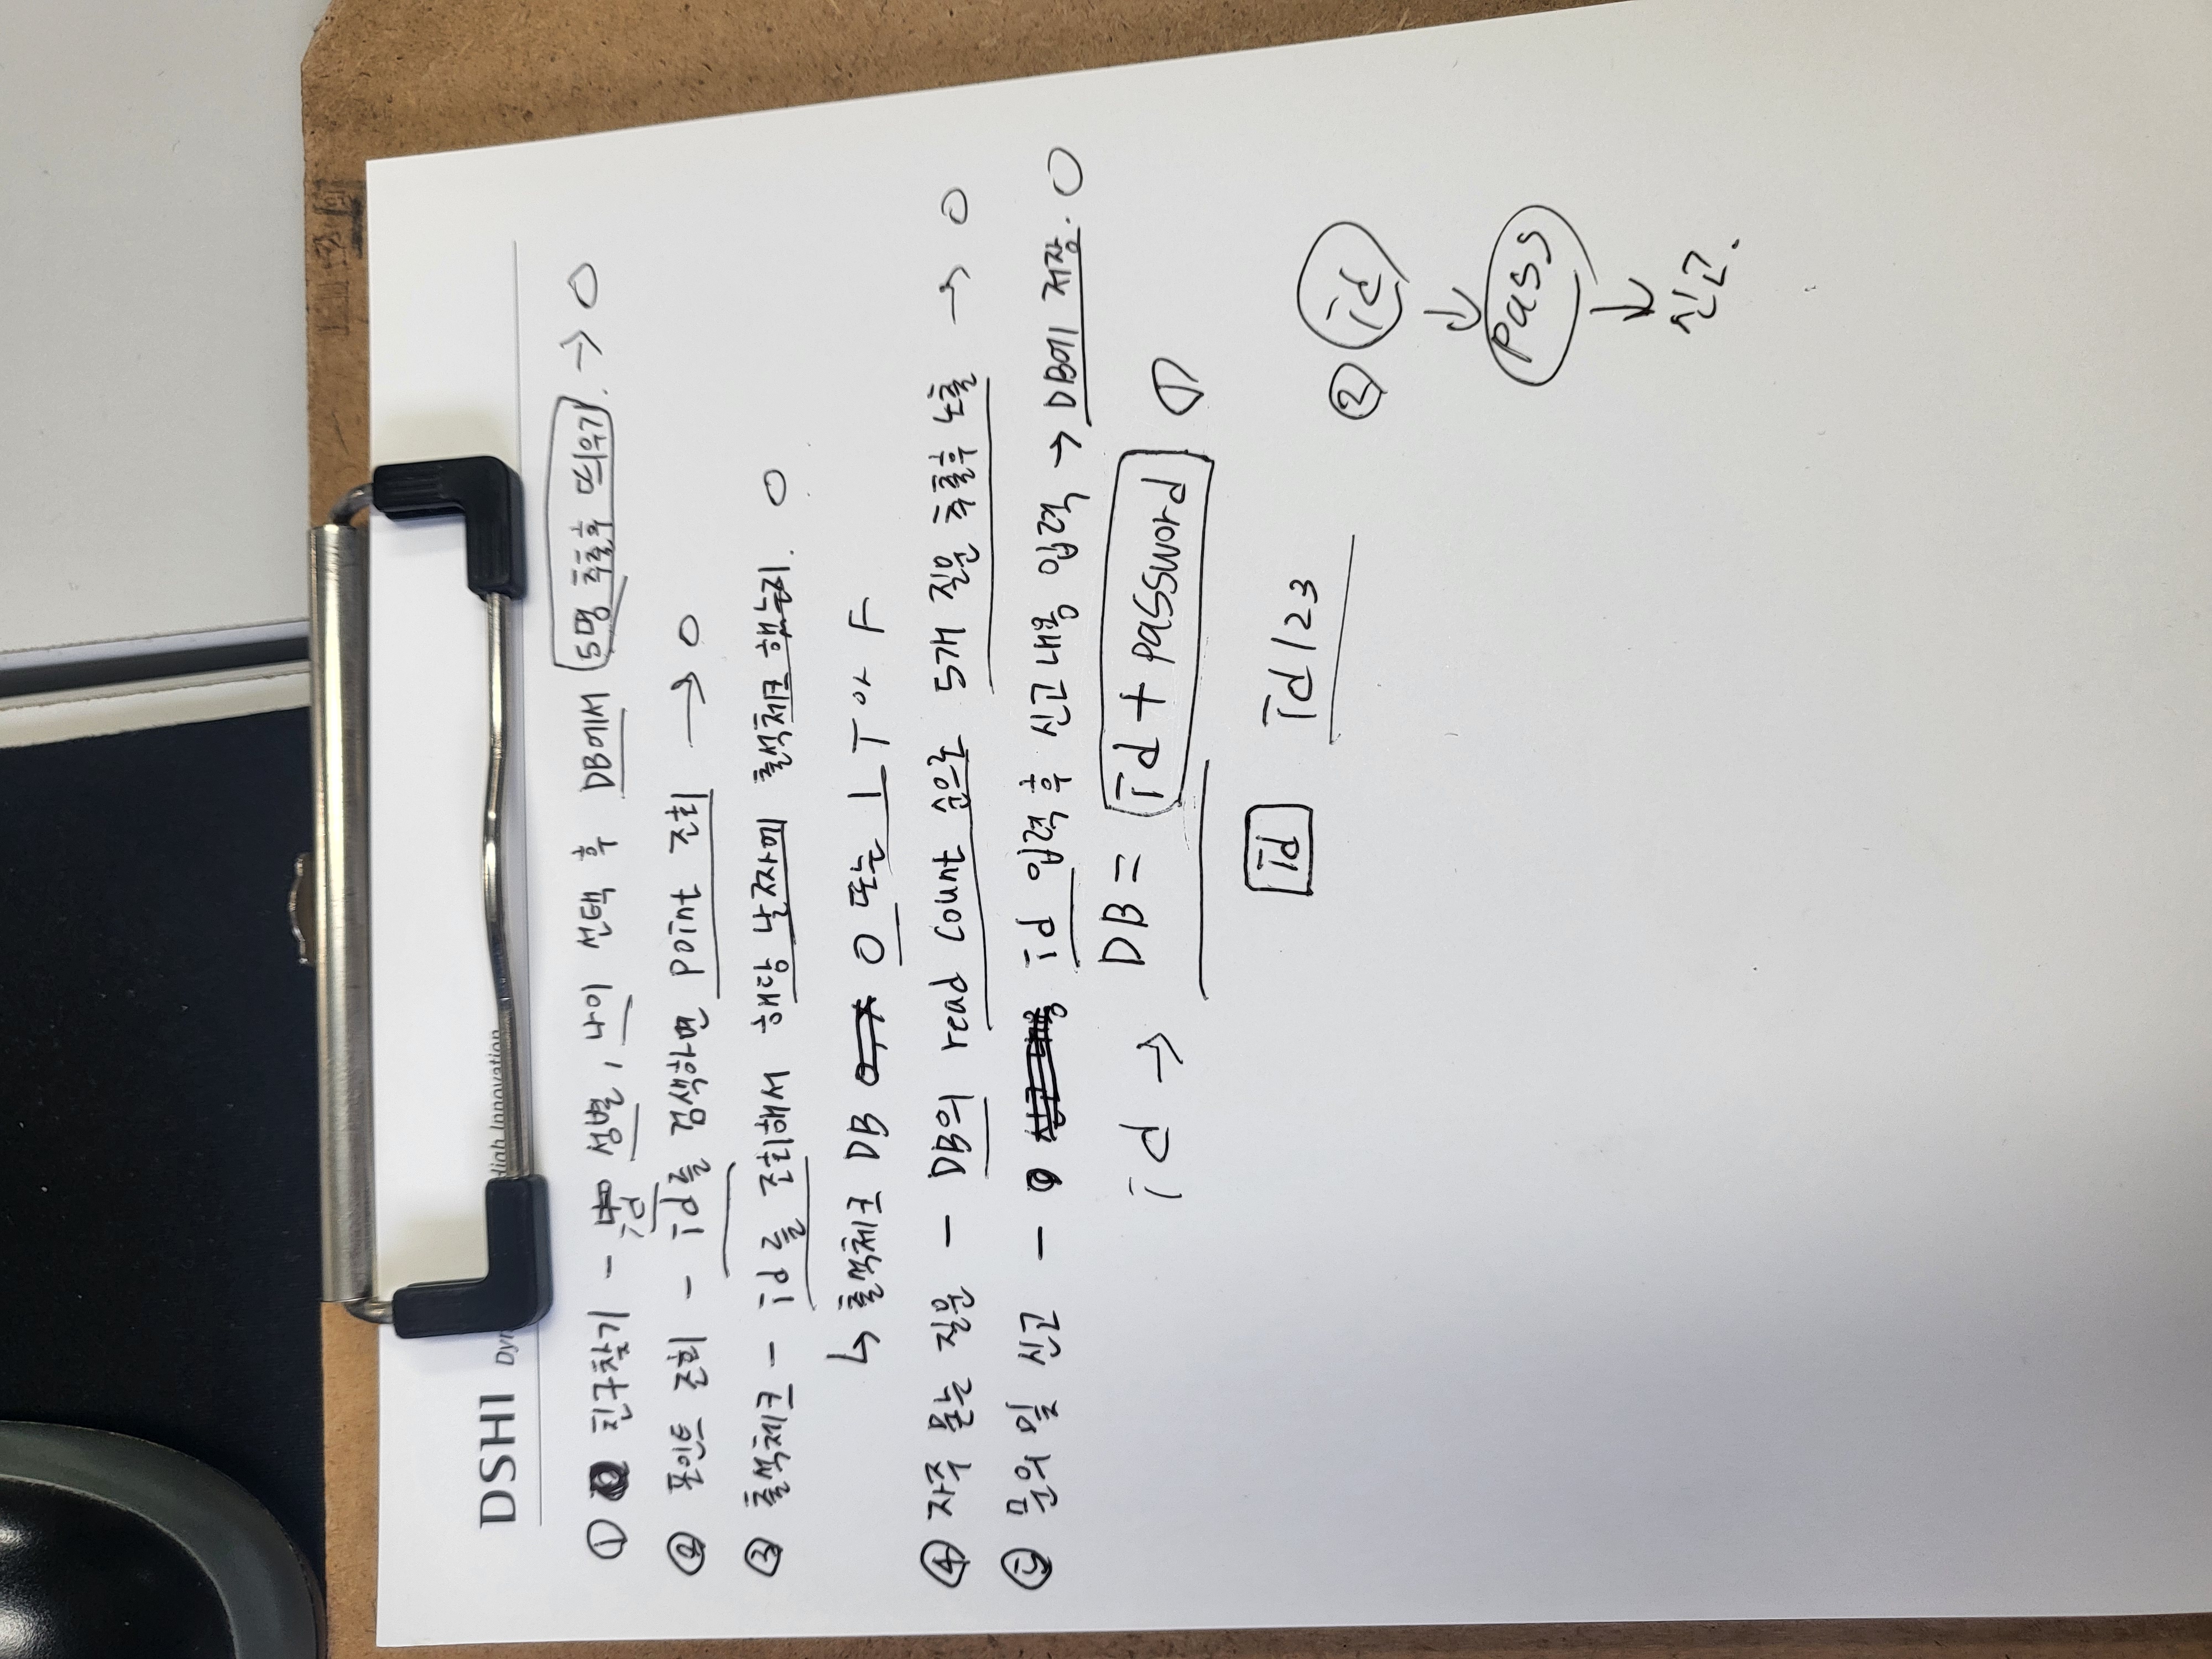 DSHI Dyn High Innovation
① 친구찾기 - 성별, 나이 선택 후 DB에서 5명 추출후 띄우기. → O
id
② 포인트 조회 - id를 검색하면 point 조회 → O
③ 출석체크 - id를 조회해서 해당 날짜에 출석체크 했는지. O
↳ 출석체크 DB 0 또는 1 T or F
④ 자주 묻는 질문 - DB의 read count 순으로 5개 질문 추출후 노출 → O
⑤ 문의 및 신고 - id 입력 후 신고내용 입력 → DB에 저장. O
id → DB = id + password ①
id id123
② id
↓
pass
↓
신고.